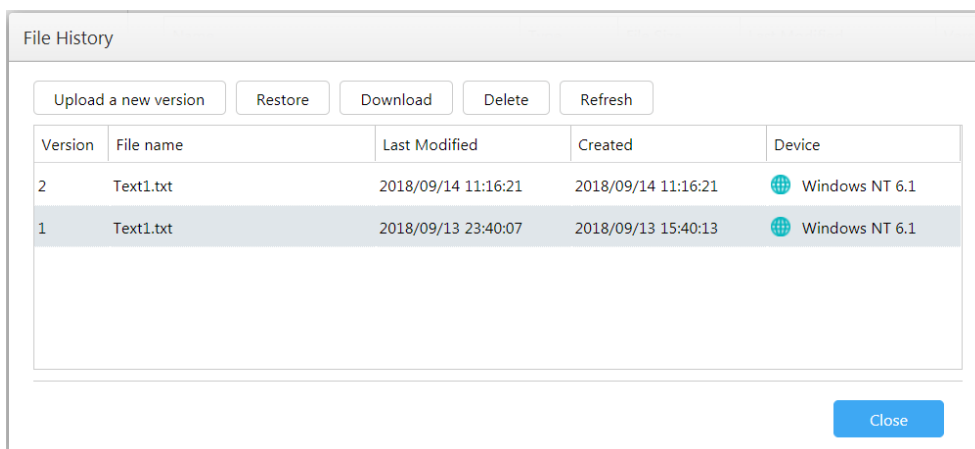 File History
Upload a new version Restore Download Delete Refresh
Version File name Last Modified Created Device
2 Text1.txt 2018/09/14 11:16:21 2018/09/14 11:16:21 Windows NT 6.1
1 Text1.txt 2018/09/13 23:40:07 2018/09/13 15:40:13 Windows NT 6.1
Close